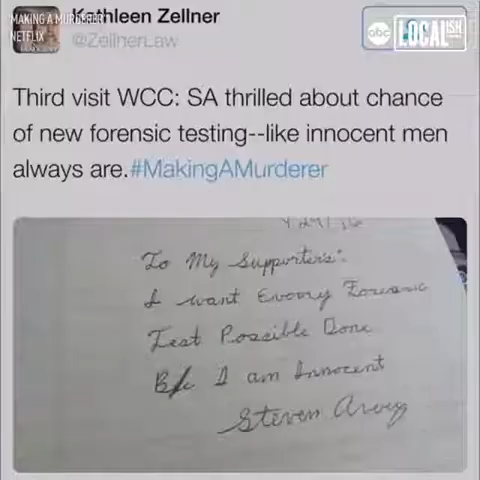 MAKING A MURDERER
NETFLIX
Kathleen Zellner
@ZellnerLaw
abc LOCALish
Third visit WCC: SA thrilled about chance
of new forensic testing--like innocent men
always are.#MakingAMurderer
To My Supporter's:
I want Every Forensic
Test Possible Done
B/c I am Innocent
Steven Avery